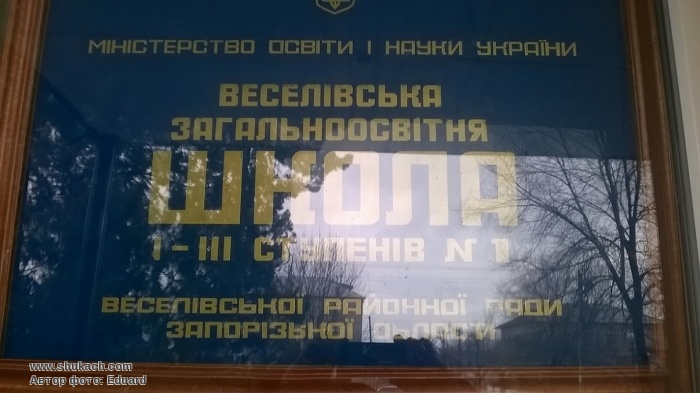 МІНІСТЕРСТВО ОСВІТИ І НАУКИ УКРАЇНИ
ВЕСЕЛІВСЬКА
ЗАГАЛЬНООСВІТНЯ
ШКОЛА
І-ІІІ СТУПЕНІВ N 1
ВЕСЕЛІВСЬКОЇ РАЙОННОЇ РАДИ
ЗАПОРІЗЬКОЇ ОБЛАСТІ
www.shukach.com
Автор фото: Eduard